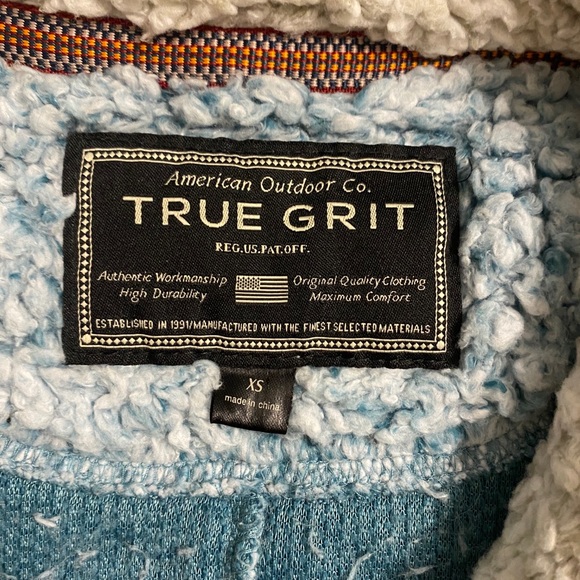 American Outdoor Co.
TRUE GRIT
REG.US.PAT.OFF.
Authentic Workmanship
High Durability
Original Quality Clothing
Maximum Comfort
ESTABLISHED IN 1991/MANUFACTURED WITH THE FINEST SELECTED MATERIALS
XS
made in china